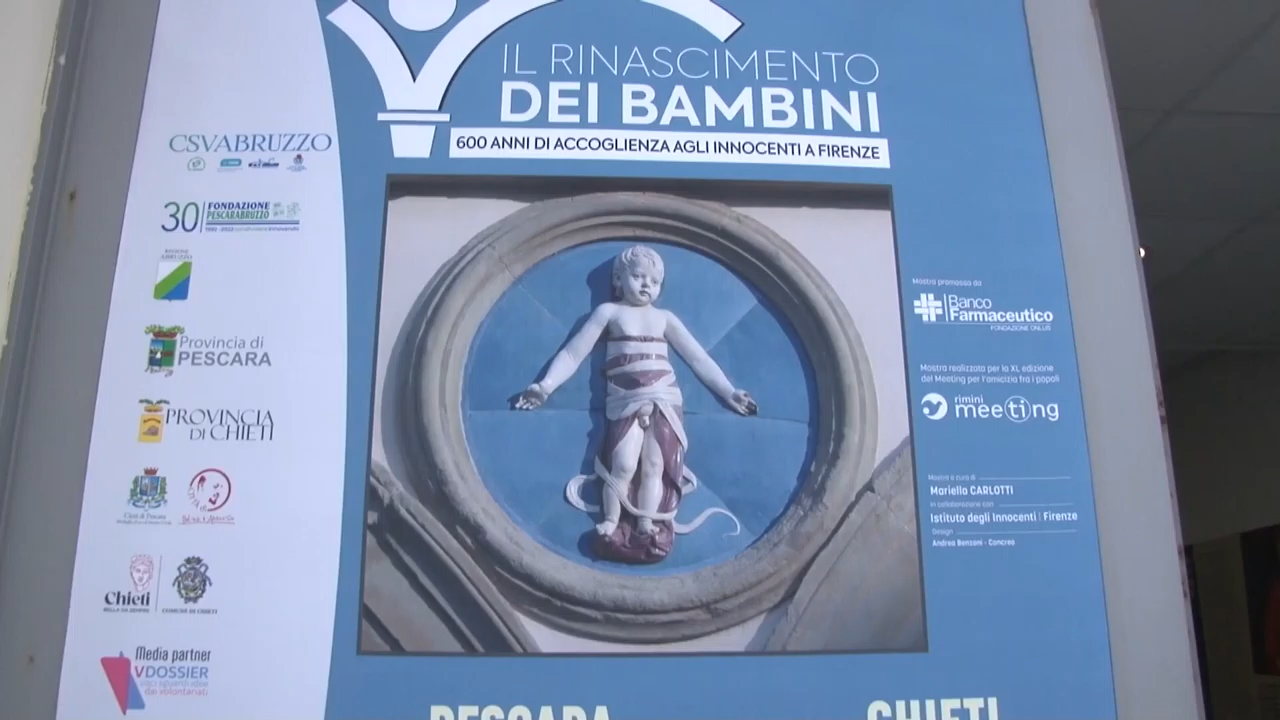 IL RINASCIMENTO
DEI BAMBINI
600 ANNI DI ACCOGLIENZA AGLI INNOCENTI A FIRENZE
CSVABRUZZO
30 FONDAZIONE
PESCARABRUZZO
REGIONE
ABRUZZO
Provincia di
PESCARA
PROVINCIA
DI CHIETI
Chieti
COMUNE DI CHIETI
Media partner
VDOSSIER
Mostra promossa da
Banco
Farmaceutico
FONDAZIONE ONLUS
Mostra realizzata per la XL edizione
del Meeting per l'amicizia fra i popoli
rimini
meeting
Mostra a cura di
Mariella CARLOTTI
in collaborazione con
Istituto degli Innocenti | Firenze
Design
Andrea Benzoni - Concreo
PESCARA CHIETI